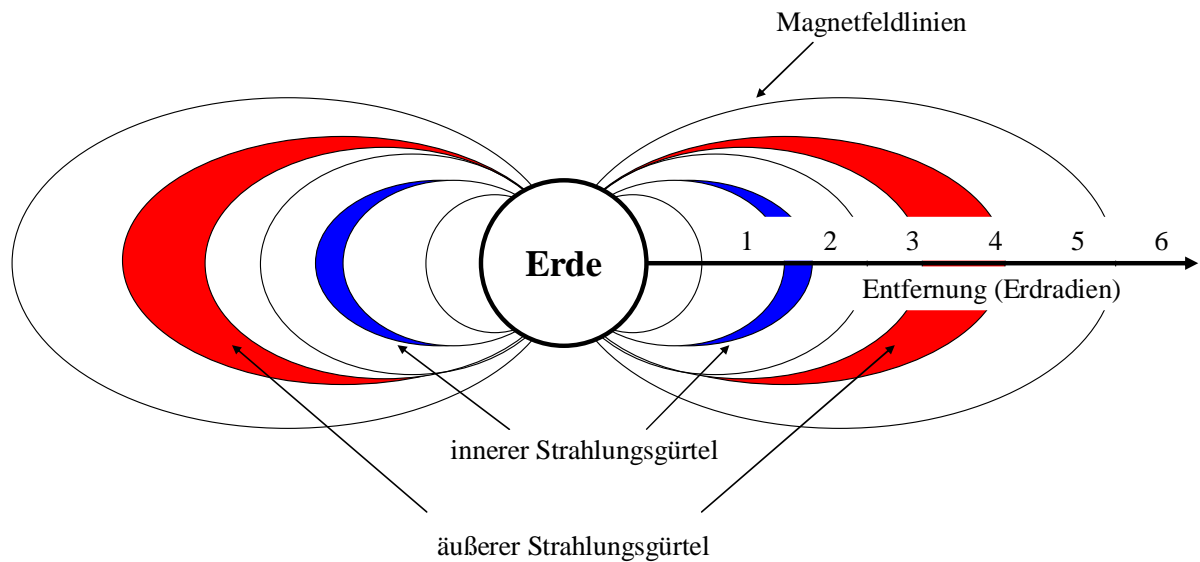 Magnetfeldlinien
1 2 3 4 5 6
Erde
Entfernung (Erdradien)
innerer Strahlungsgürtel
äußerer Strahlungsgürtel